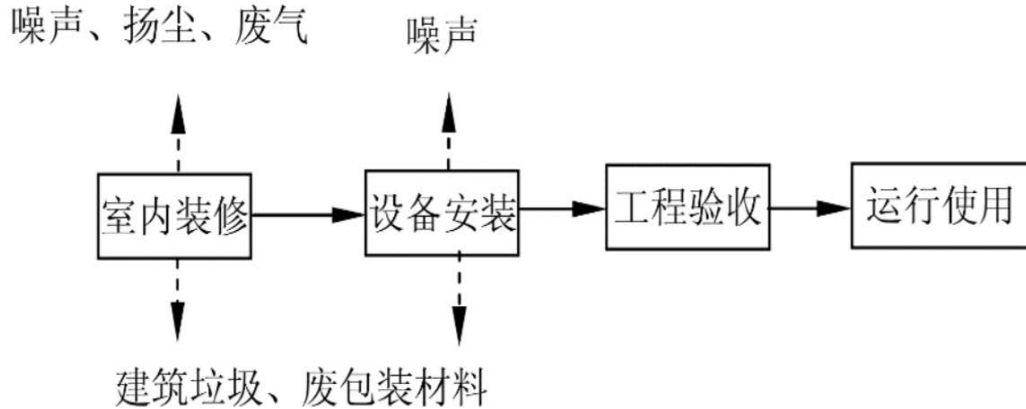 噪声、扬尘、废气
噪声
室内装修
设备安装
工程验收
运行使用
建筑垃圾、废包装材料